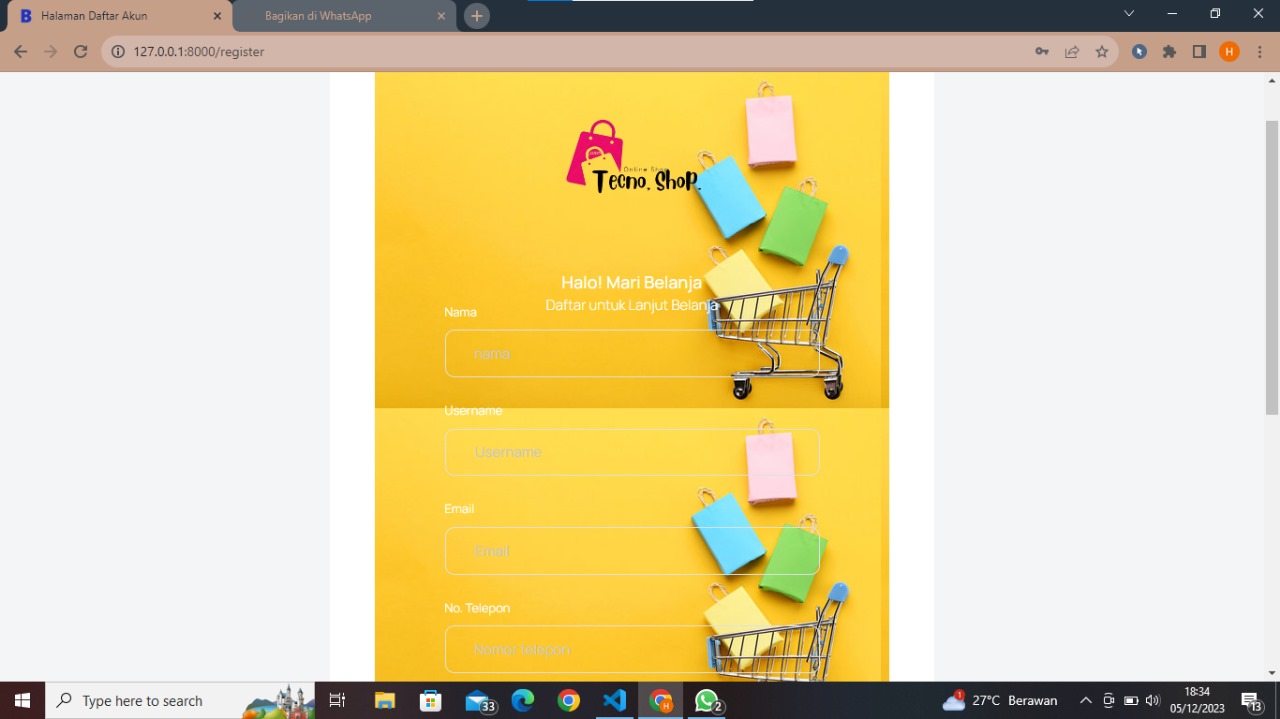 Halaman Daftar Akun
Bagikan di WhatsApp
127.0.0.1:8000/register
H
Online Shop
Tecno. Shop.
Halo! Mari Belanja
Daftar untuk Lanjut Belanja
Nama
nama
Username
Username
Email
Email
No. Telepon
Nomor telepon
Type here to search
33
H
2
1
27°C Berawan
18:34
05/12/2023
13